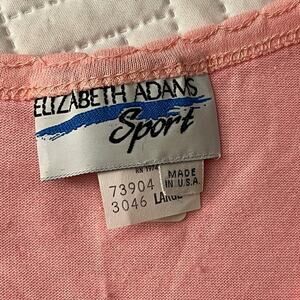 ELIZABETH ADAMS
Sport
73904
3046 LARGE
MADE
IN U.S.A.